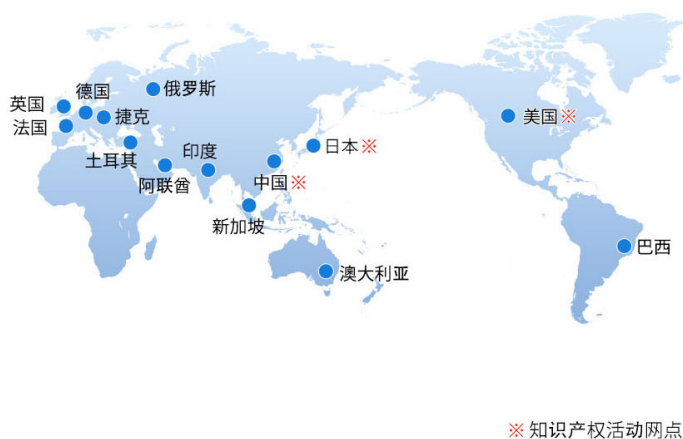 俄罗斯
德国
英国
捷克
法国
美国※
日本※
印度
土耳其
中国※
阿联酋
新加坡
巴西
澳大利亚
※ 知识产权活动网点